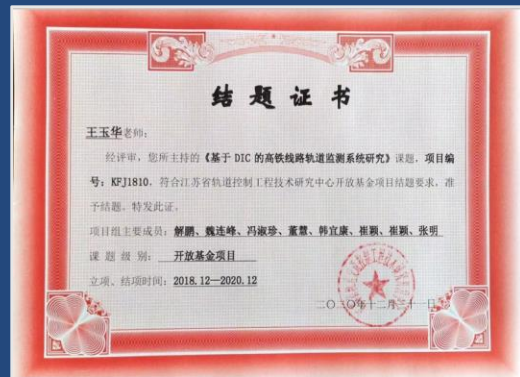 结题证书
王玉华老师:
经评审，您所主持的《基于 DIC 的高铁线路轨道监测系统研究》课题，项目编
号：KFJ1810，符合江苏省轨道控制工程技术研究中心开放基金项目结题要求，准
予结题，特发此证。
项目组主要成员：解鹏、魏连峰、冯淑珍、董慧、韩宜康、崔颖、崔颖、张明
课 题 级 别： 开放基金项目
立项、结项时间：2018.12—2020.12
二〇二〇年十二月三十一日